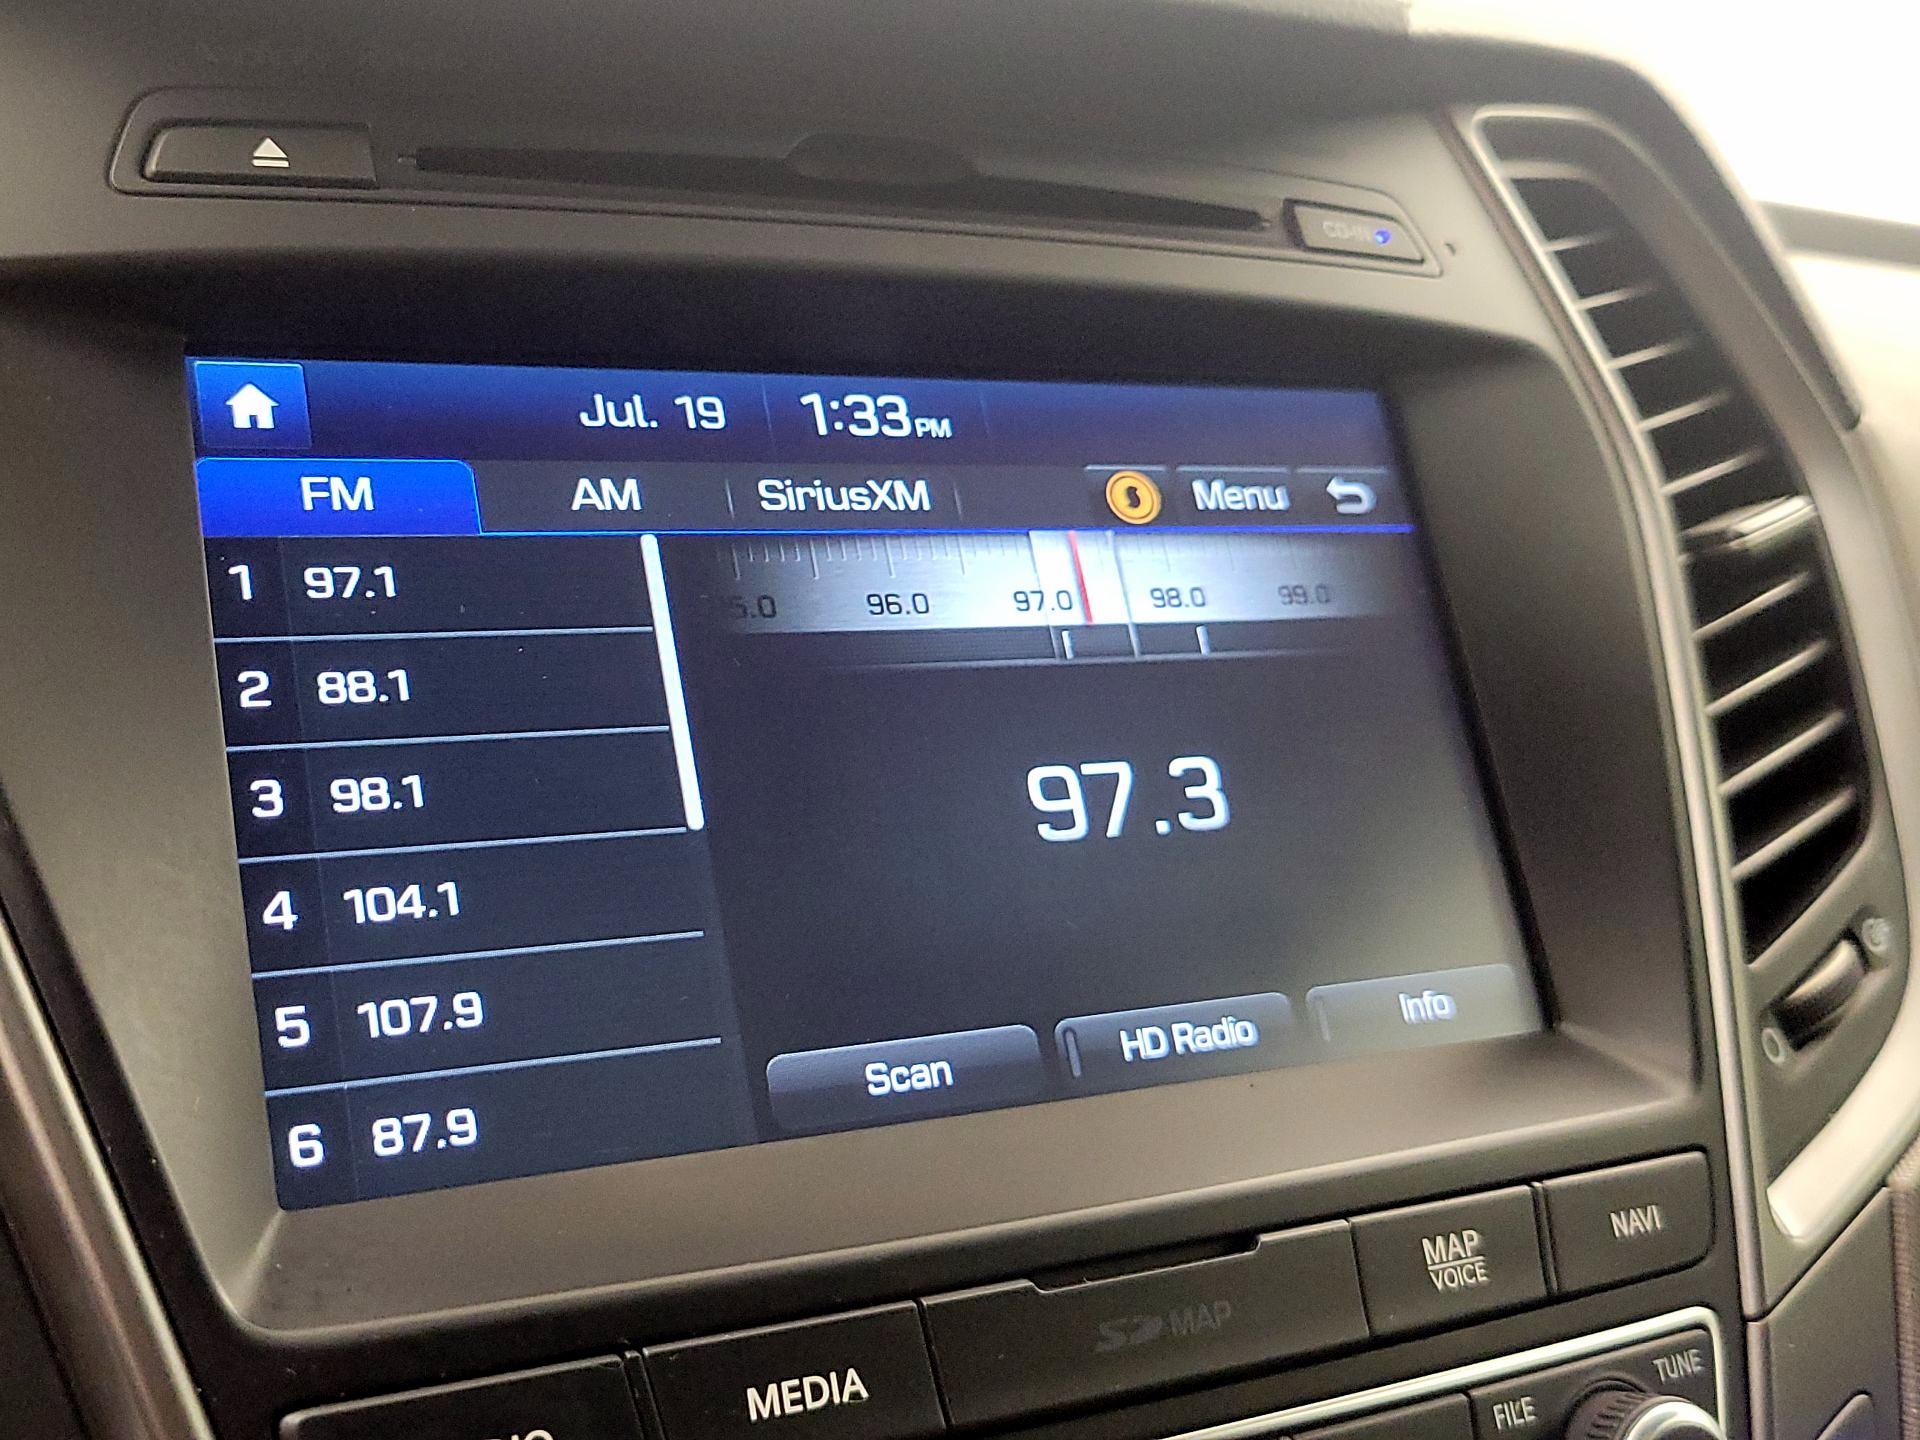 CD-IN
Jul. 19 1:33PM
FM AM SiriusXM Menu
1 97.1
96.0 97.0 98.0 99.0
2 88.1
3 98.1
97.3
4 104.1
5 107.9
6 87.9
Scan HD Radio Info
MEDIA
MAP
MAP
VOICE
NAVI
FILE
TUNE